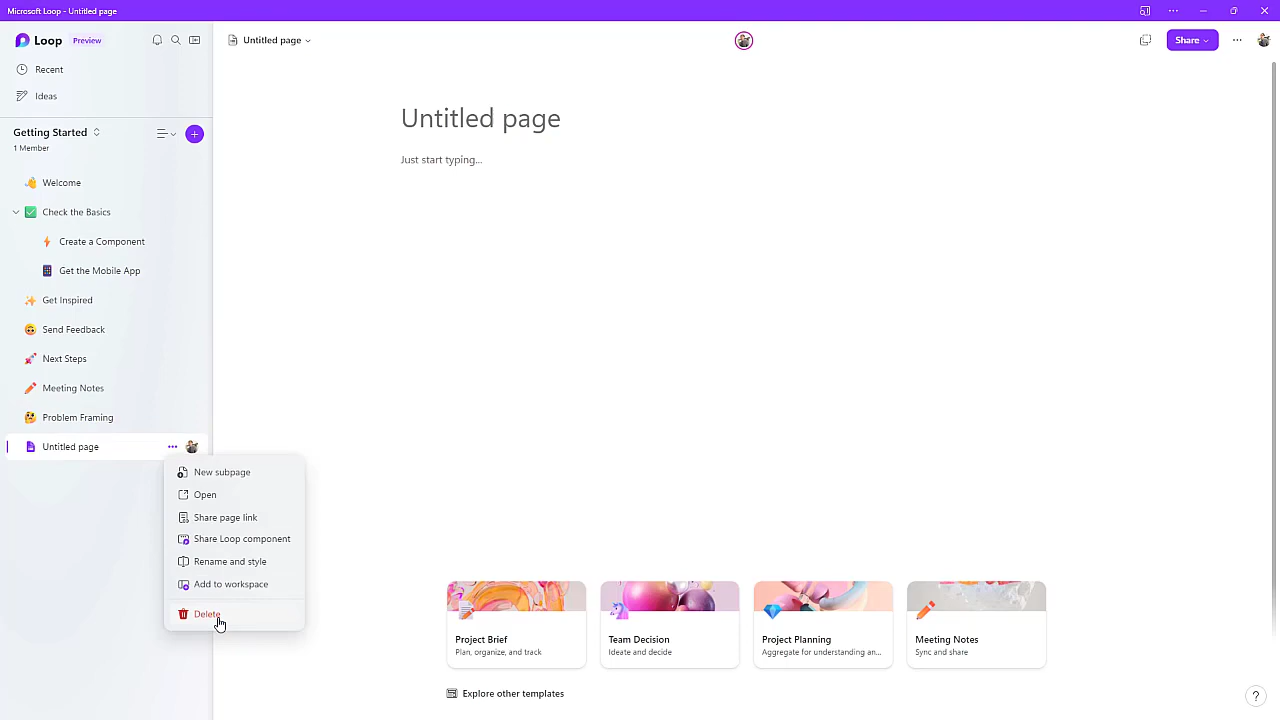 Microsoft Loop - Untitled page
Loop Preview
Recent
Ideas
Getting Started
1 Member
Welcome
Check the Basics
Create a Component
Get the Mobile App
Get Inspired
Send Feedback
Next Steps
Meeting Notes
Problem Framing
Untitled page
New subpage
Open
Share page link
Share Loop component
Rename and style
Add to workspace
Delete
Untitled page
Share
Untitled page
Just start typing...
Project Brief
Plan, organize, and track
Team Decision
Ideate and decide
Project Planning
Aggregate for understanding an...
Meeting Notes
Sync and share
Explore other templates
?